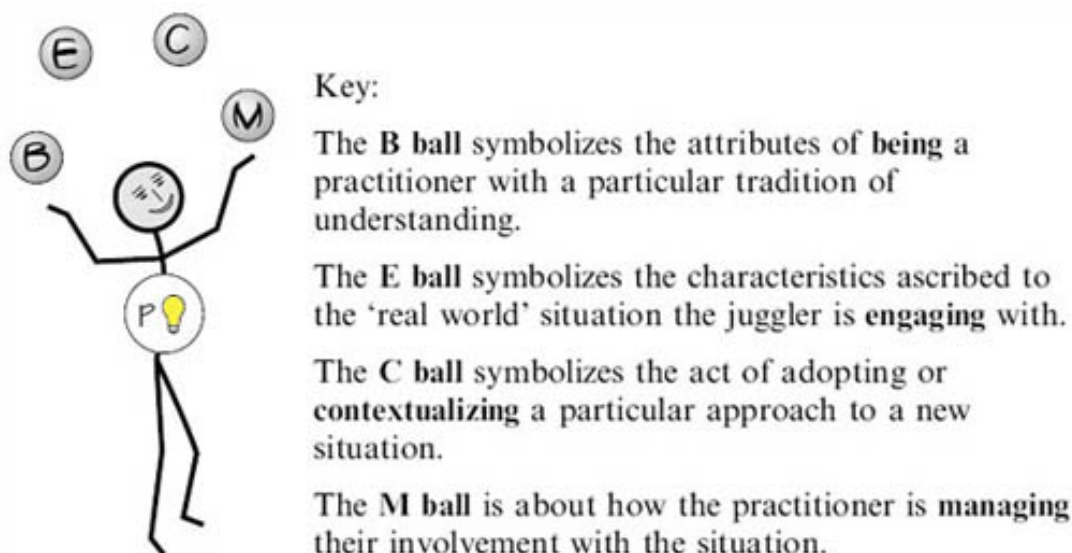 E
C
M
B
P
Key:
The B ball symbolizes the attributes of being a
practitioner with a particular tradition of
understanding.
The E ball symbolizes the characteristics ascribed to
the ‘real world’ situation the juggler is engaging with.
The C ball symbolizes the act of adopting or
contextualizing a particular approach to a new
situation.
The M ball is about how the practitioner is managing
their involvement with the situation.